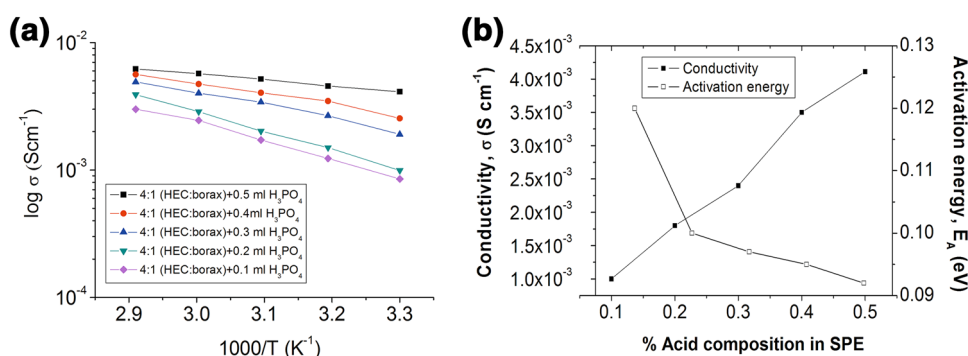 (a)
10⁻²
10⁻³
10⁻⁴
log σ (Scm⁻¹)
4:1 (HEC:borax)+0.5 ml H₃PO₄
4:1 (HEC:borax)+0.4ml H₃PO₄
4:1 (HEC:borax)+0.3 ml H₃PO₄
4:1 (HEC:borax)+0.2 ml H₃PO₄
4:1 (HEC:borax)+0.1 ml H₃PO₄
2.9 3.0 3.1 3.2 3.3
1000/T (K⁻¹)
(b)
4.5x10⁻³
4.0x10⁻³
3.5x10⁻³
3.0x10⁻³
2.5x10⁻³
2.0x10⁻³
1.5x10⁻³
1.0x10⁻³
Conductivity, σ (S cm⁻¹)
Conductivity
Activation energy
0.13
0.12
0.11
0.10
0.09
Activation energy, E_A (eV)
0.1 0.2 0.3 0.4 0.5
% Acid composition in SPE